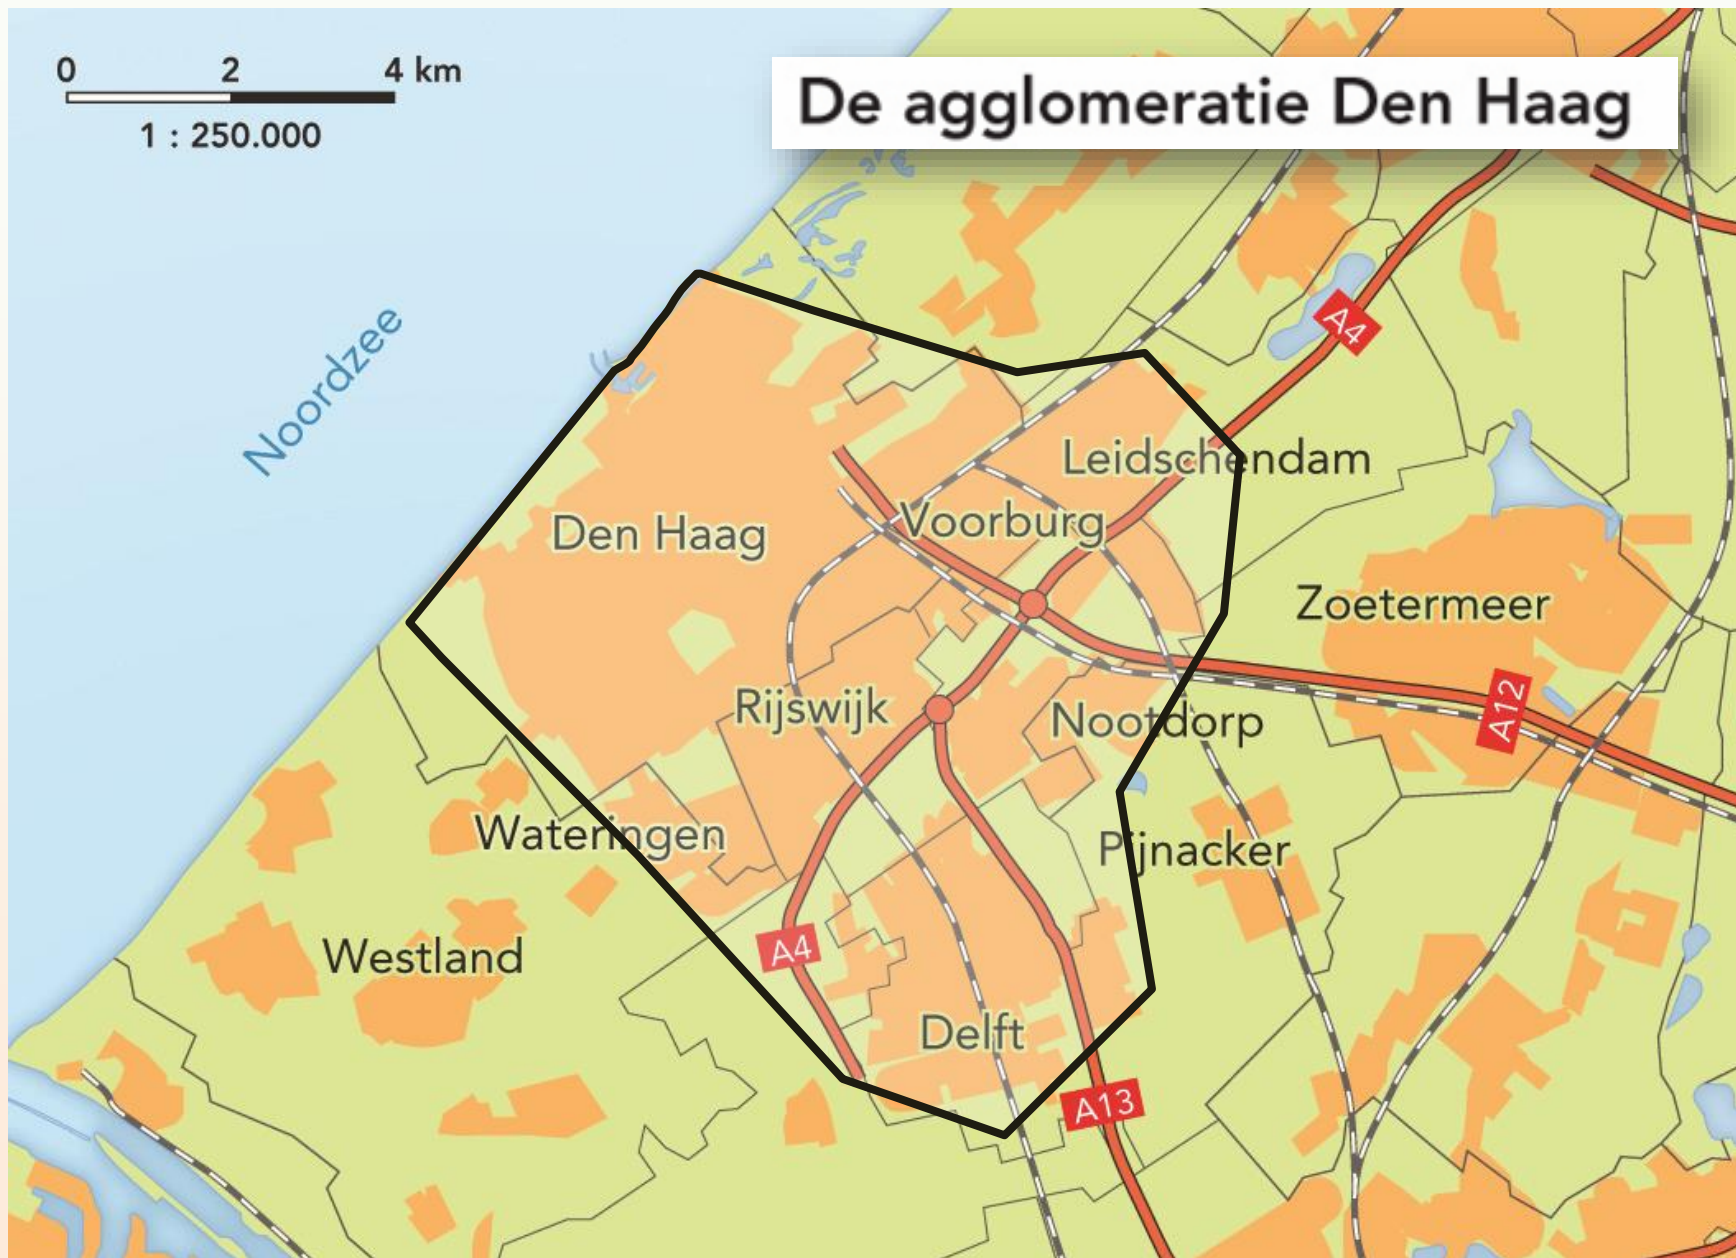 0 2 4 km
1 : 250.000
De agglomeratie Den Haag
Noordzee
A4
Leidschendam
Voorburg
Den Haag
Zoetermeer
Rijswijk
Nootdorp
A12
Wateringen
Pijnacker
Westland
A4
Delft
A13